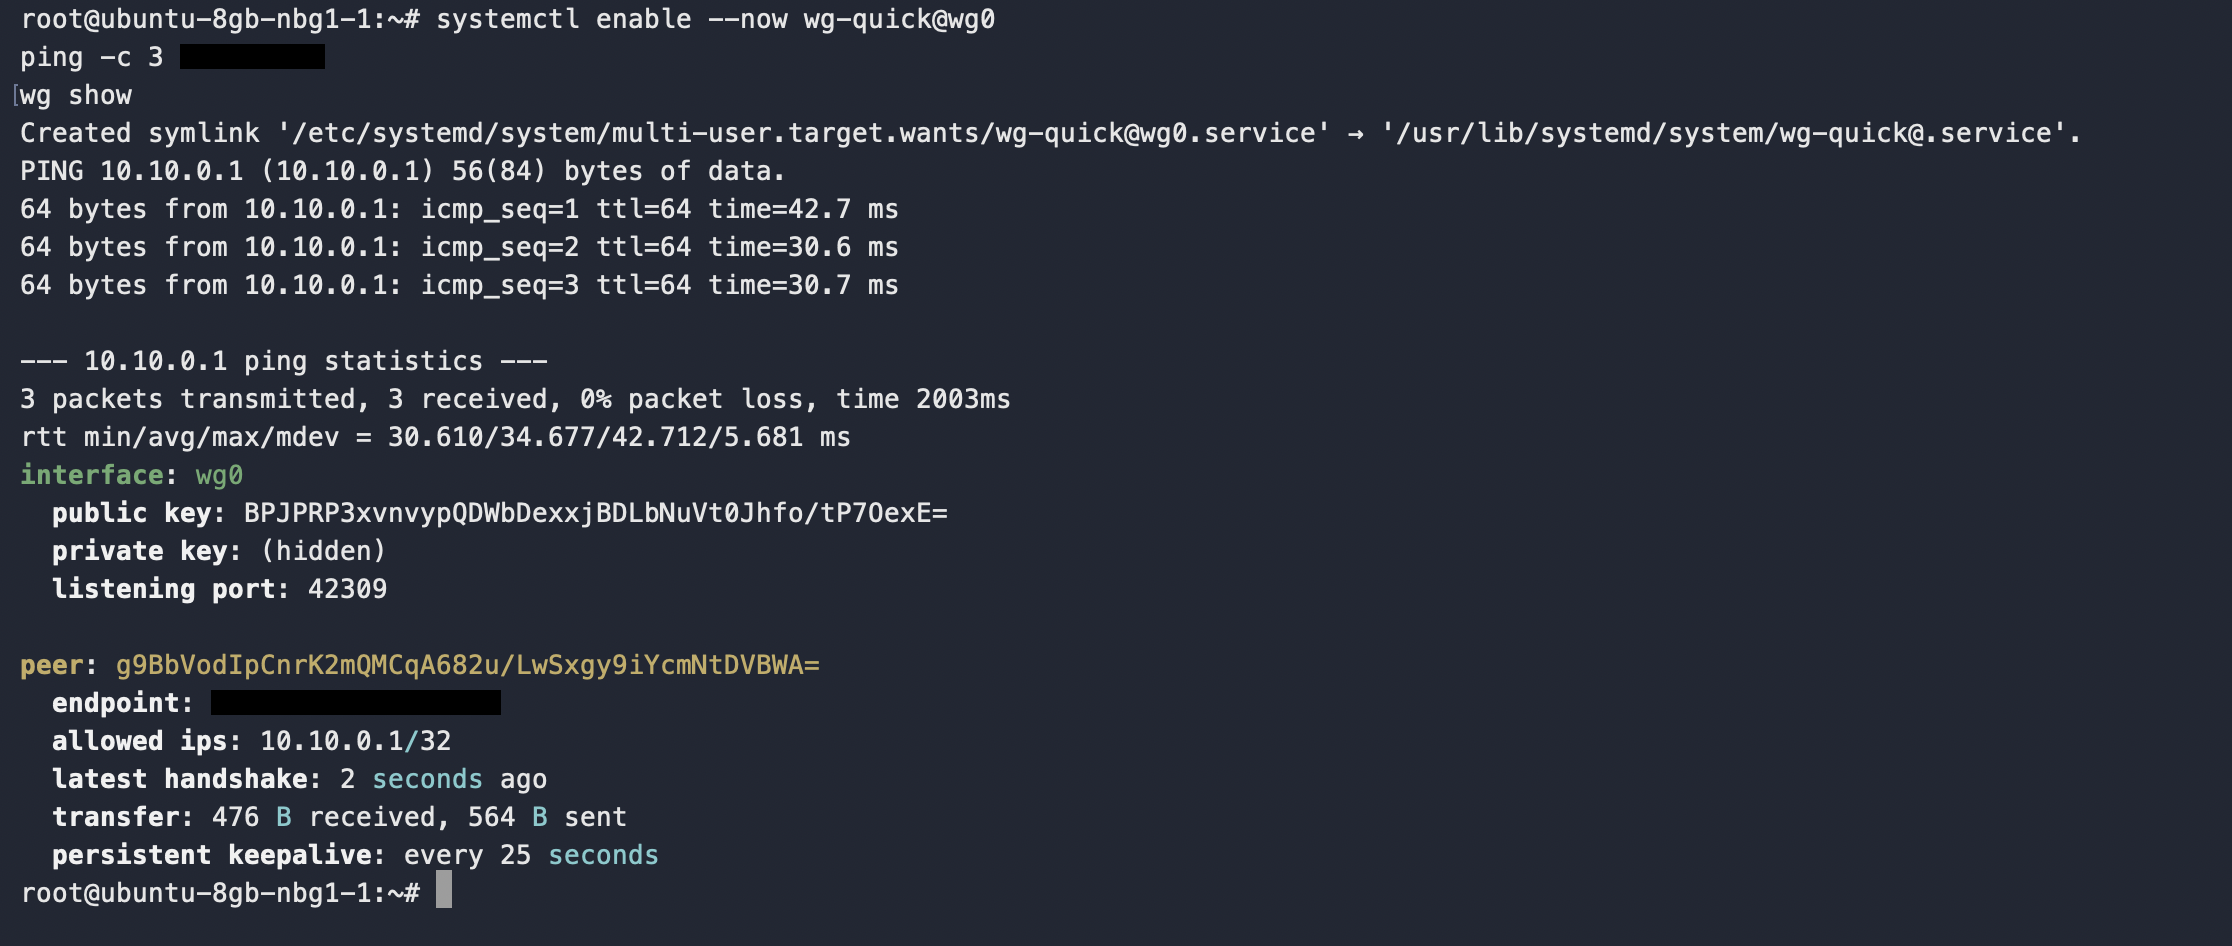 root@ubuntu-8gb-nbg1-1:~# systemctl enable --now wg-quick@wg0
ping -c 3
[wg show
Created symlink '/etc/systemd/system/multi-user.target.wants/wg-quick@wg0.service' → '/usr/lib/systemd/system/wg-quick@.service'.
PING 10.10.0.1 (10.10.0.1) 56(84) bytes of data.
64 bytes from 10.10.0.1: icmp_seq=1 ttl=64 time=42.7 ms
64 bytes from 10.10.0.1: icmp_seq=2 ttl=64 time=30.6 ms
64 bytes from 10.10.0.1: icmp_seq=3 ttl=64 time=30.7 ms
--- 10.10.0.1 ping statistics ---
3 packets transmitted, 3 received, 0% packet loss, time 2003ms
rtt min/avg/max/mdev = 30.610/34.677/42.712/5.681 ms
interface: wg0
public key: BPJPRP3xvnvypQDWbDexxjBDLbNuVt0Jhfo/tP7OexE=
private key: (hidden)
listening port: 42309
peer: g9BbVodIpCnrK2mQMCqA682u/LwSxgy9iYcmNtDVBWA=
endpoint:
allowed ips: 10.10.0.1/32
latest handshake: 2 seconds ago
transfer: 476 B received, 564 B sent
persistent keepalive: every 25 seconds
root@ubuntu-8gb-nbg1-1:~#